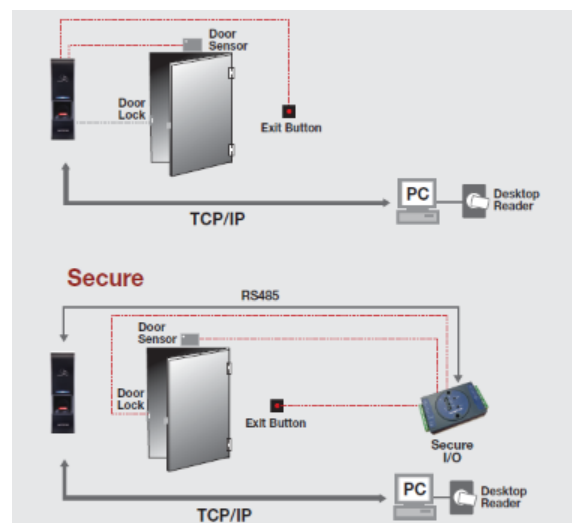 Door
Sensor
Door
Lock
Exit Button
PC
Desktop
Reader
TCP/IP
Secure
RS485
Door
Sensor
Door
Lock
Exit Button
Secure
I/O
PC
Desktop
Reader
TCP/IP